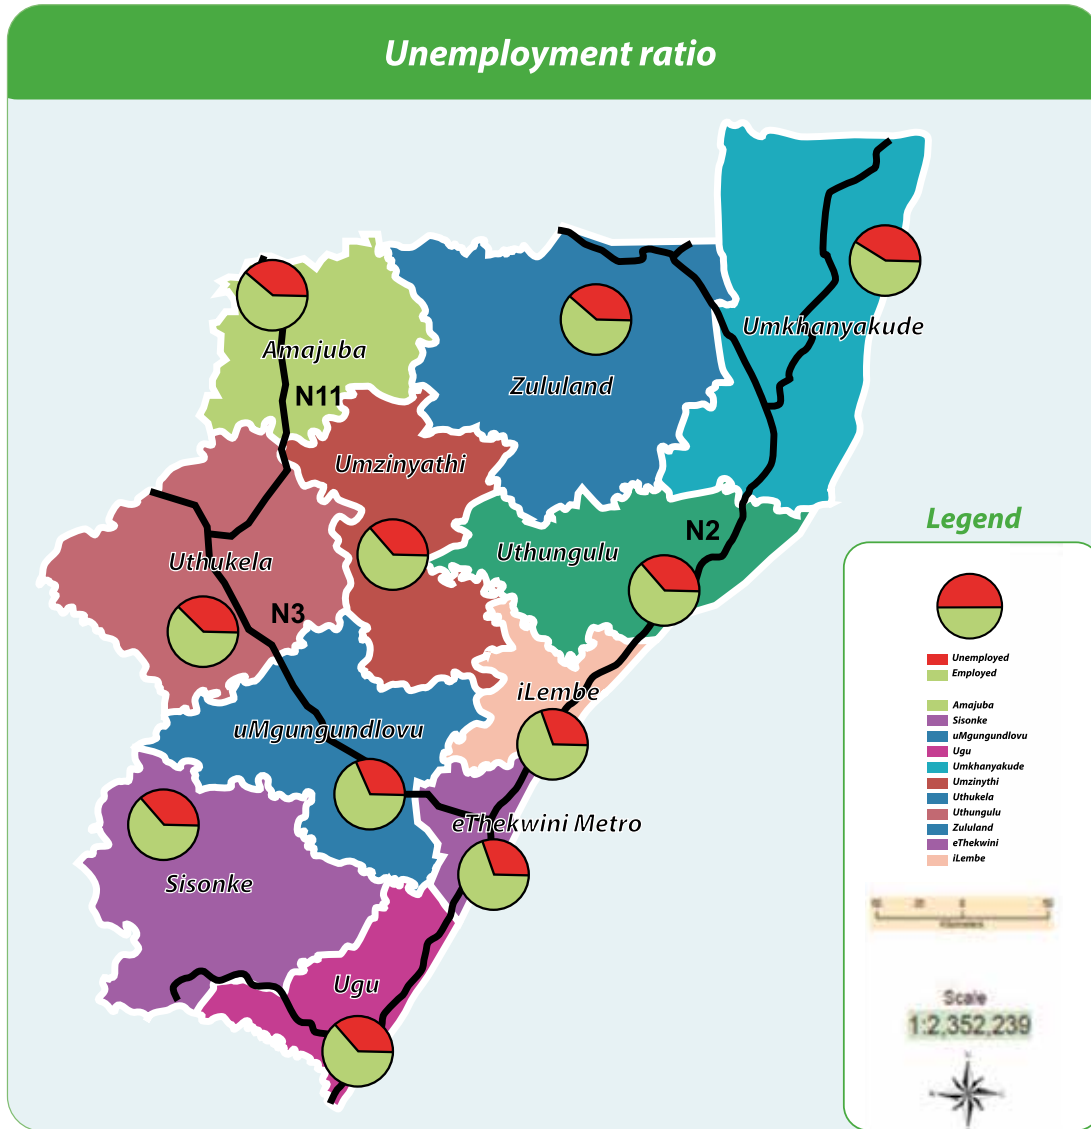 Unemployment ratio
Umkhanyakude
Amajuba
Zululand
N11
Umzinyathi
N2
Uthungulu
Uthukela
N3
iLembe
uMgungundlovu
eThekwini Metro
Sisonke
Ugu
Legend
Unemployed
Employed
Amajuba
Sisonke
uMgungundlovu
Ugu
Umkhanyakude
Umzinythi
Uthukela
Uthungulu
Zululand
eThekwini
iLembe
Kilometers
Scale
1:2,352,239